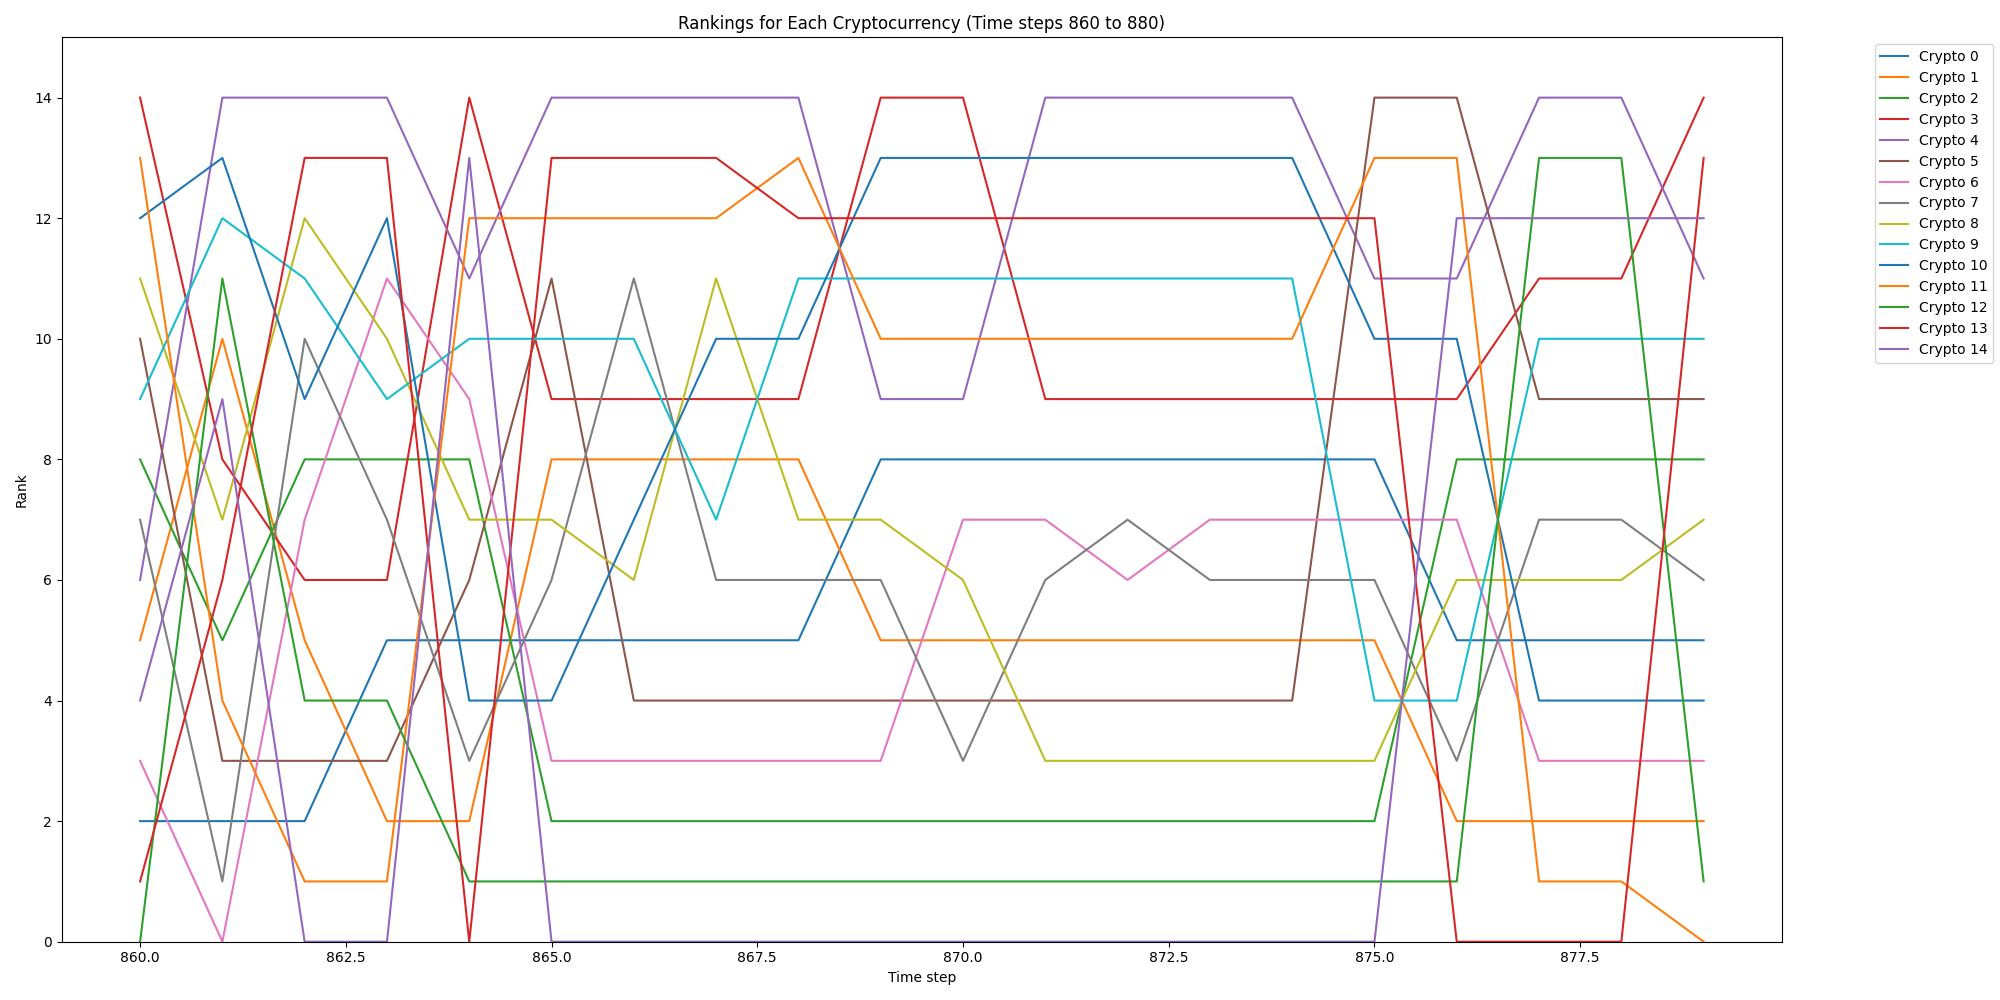 Rankings for Each Cryptocurrency (Time steps 860 to 880)
Rank
14
12
10
8
6
4
2
0
860.0 862.5 865.0 867.5 870.0 872.5 875.0 877.5
Time step
Crypto 0
Crypto 1
Crypto 2
Crypto 3
Crypto 4
Crypto 5
Crypto 6
Crypto 7
Crypto 8
Crypto 9
Crypto 10
Crypto 11
Crypto 12
Crypto 13
Crypto 14